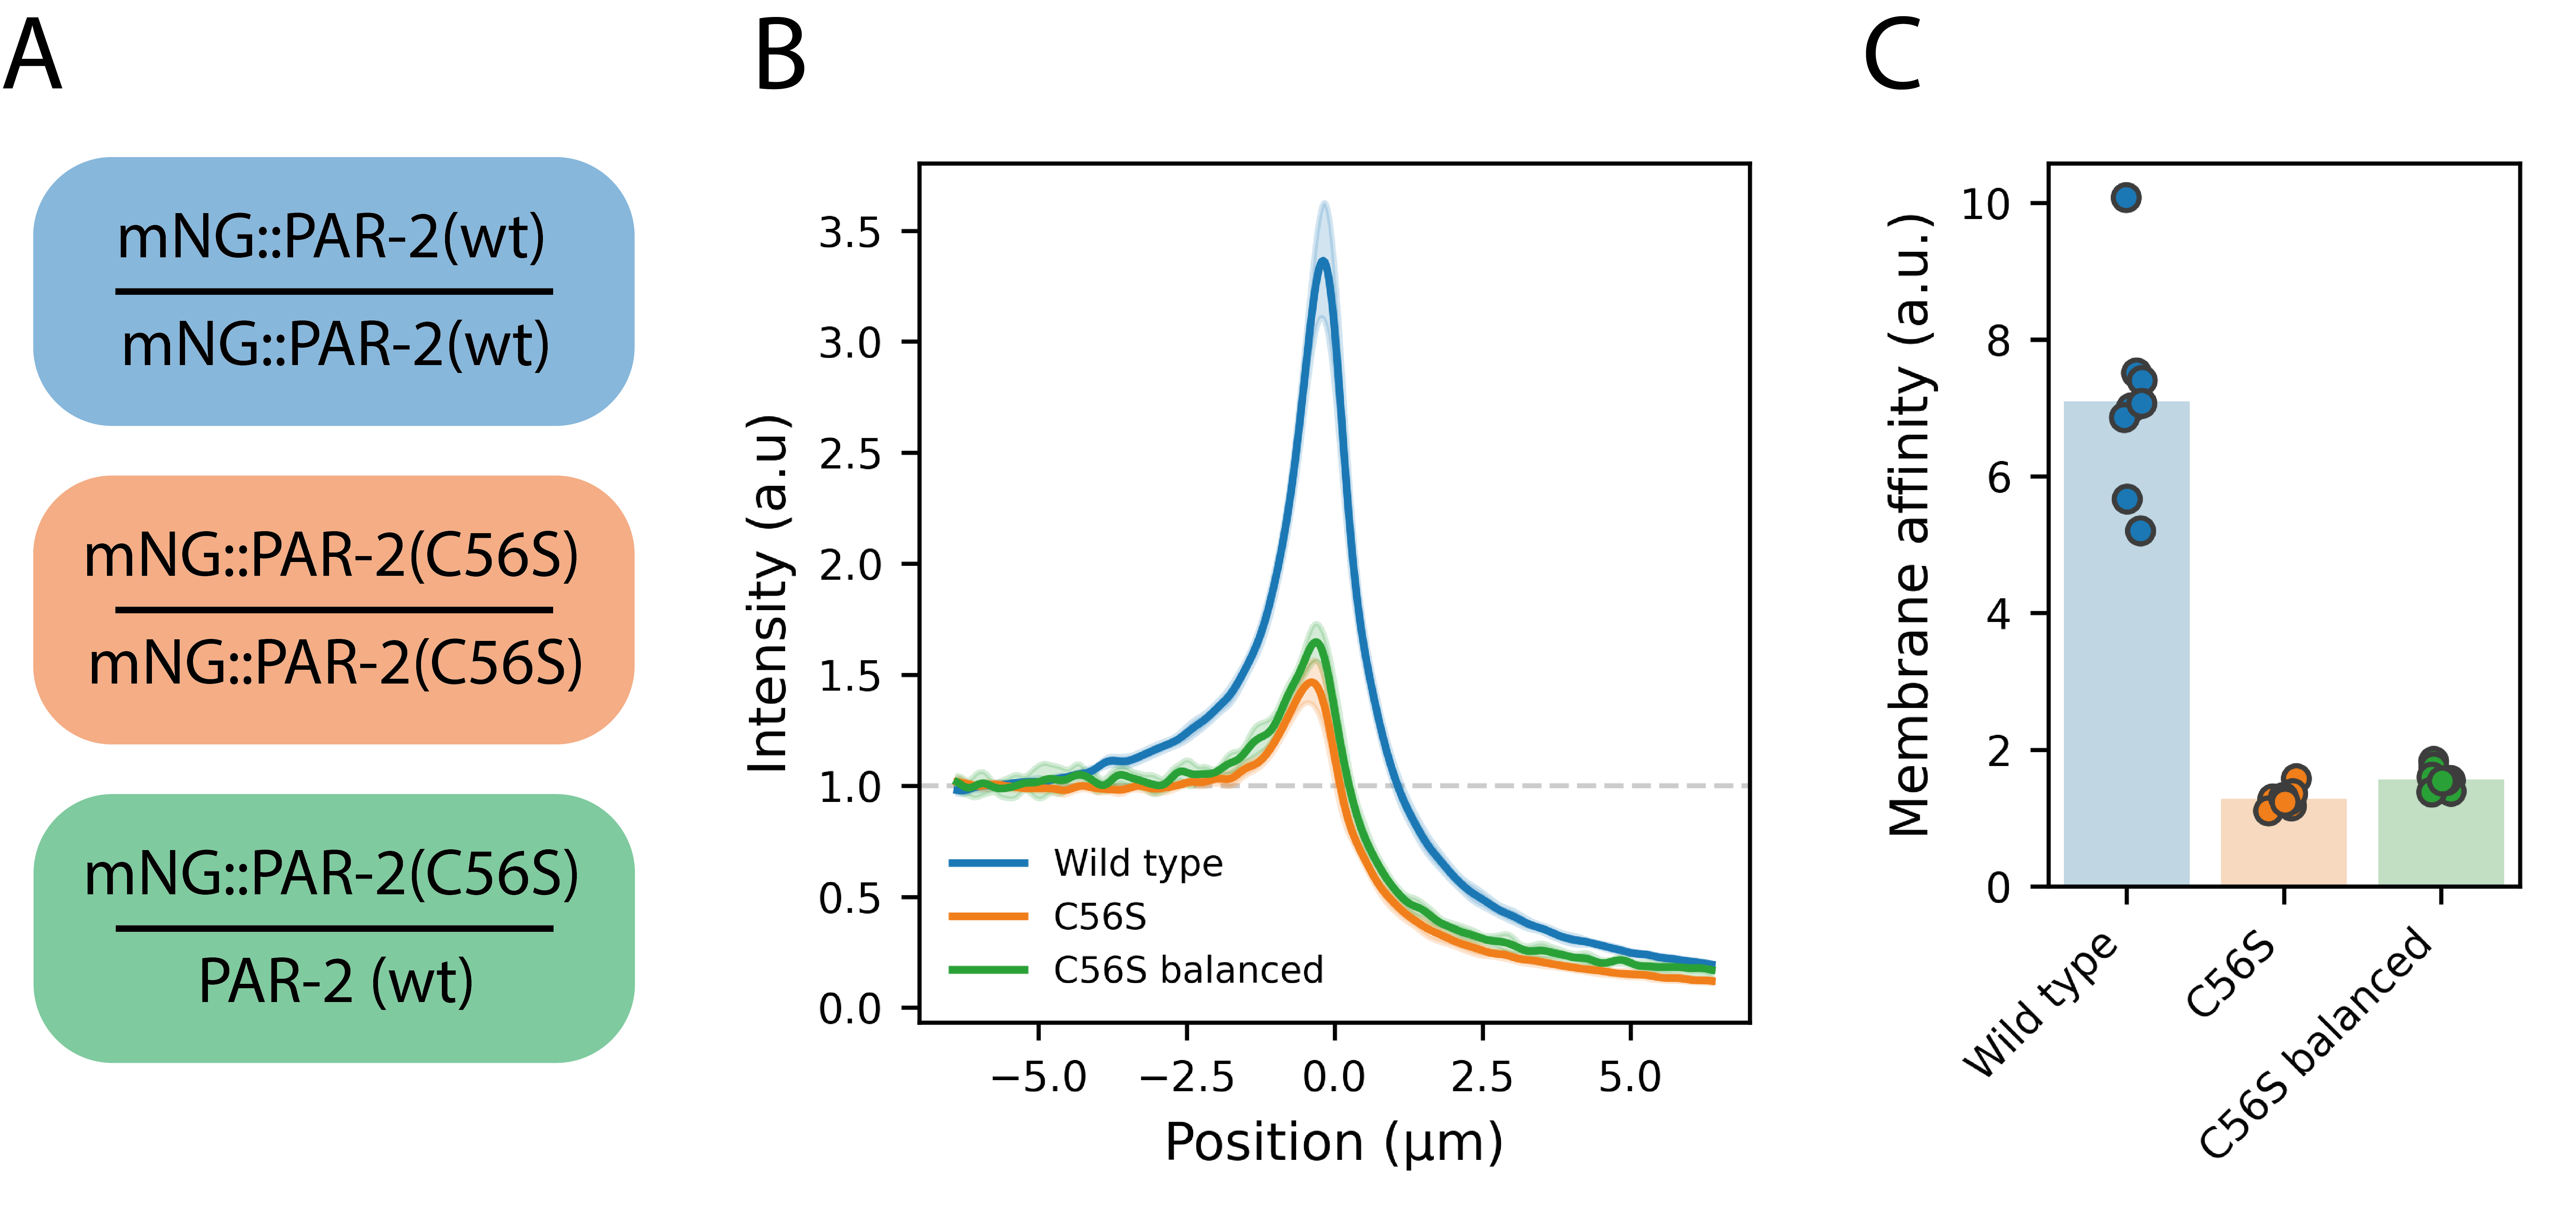 A
mNG::PAR-2(wt)
mNG::PAR-2(wt)
mNG::PAR-2(C56S)
mNG::PAR-2(C56S)
mNG::PAR-2(C56S)
PAR-2 (wt)
B
Intensity (a.u)
3.5
3.0
2.5
2.0
1.5
1.0
0.5
0.0
Wild type
C56S
C56S balanced
−5.0 −2.5 0.0 2.5 5.0
Position (µm)
C
Membrane affinity (a.u.)
10
8
6
4
2
0
Wild type
C56S
C56S balanced